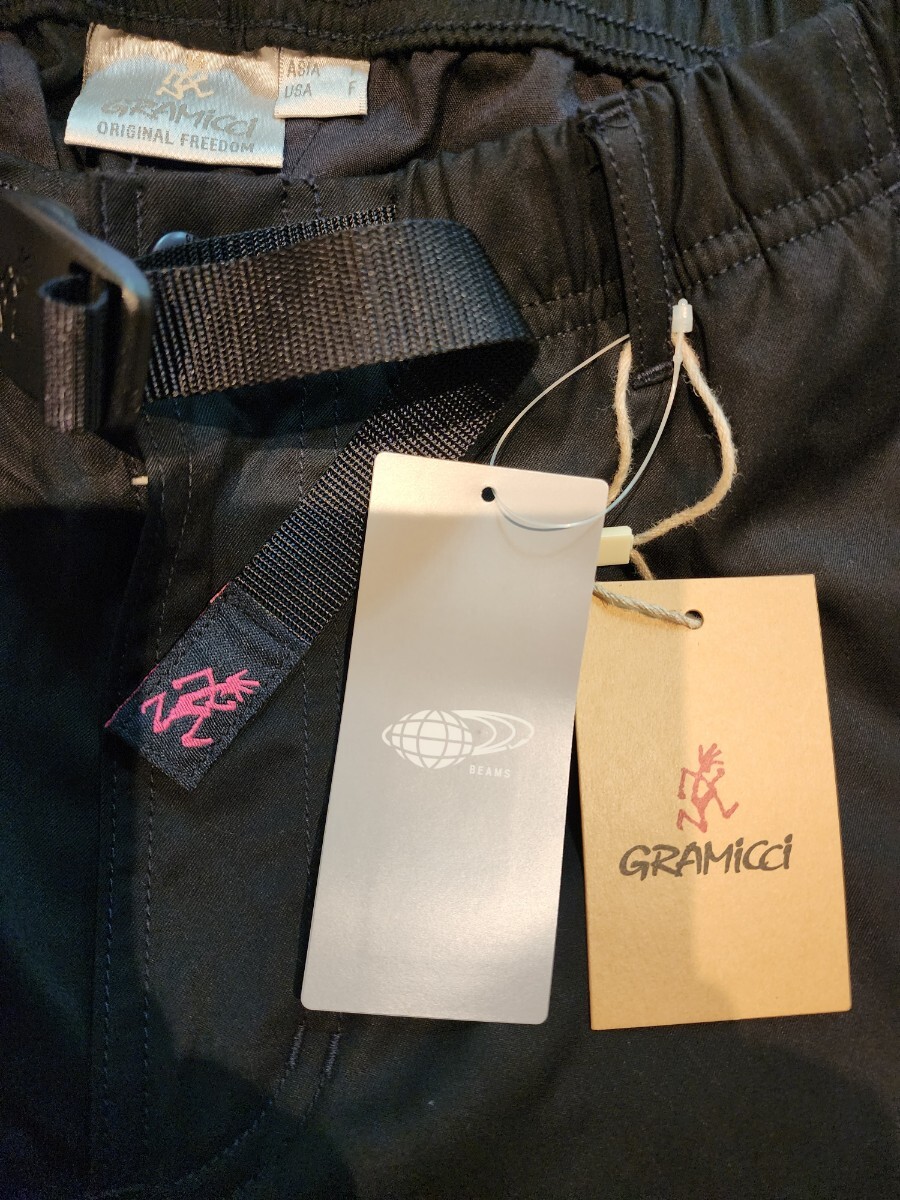 GRAMiCCi
ORIGINAL FREEDOM
ASIA
USA F
BEAMS
GRAMiCCi